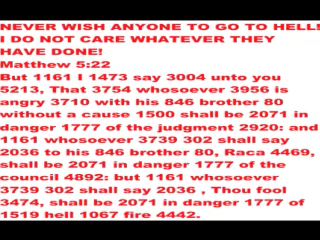 NEVER WISH ANYONE TO GO TO HELL!
I DO NOT CARE WHATEVER THEY
HAVE DONE!
Matthew 5:22
But 1161 I 1473 say 3004 unto you
5213, That 3754 whosoever 3956 is
angry 3710 with his 846 brother 80
without a cause 1500 shall be 2071 in
danger 1777 of the judgment 2920: and
1161 whosoever 3739 302 shall say
2036 to his 846 brother 80, Raca 4469,
shall be 2071 in danger 1777 of the
council 4892: but 1161 whosoever
3739 302 shall say 2036 , Thou fool
3474, shall be 2071 in danger 1777 of
1519 hell 1067 fire 4442.